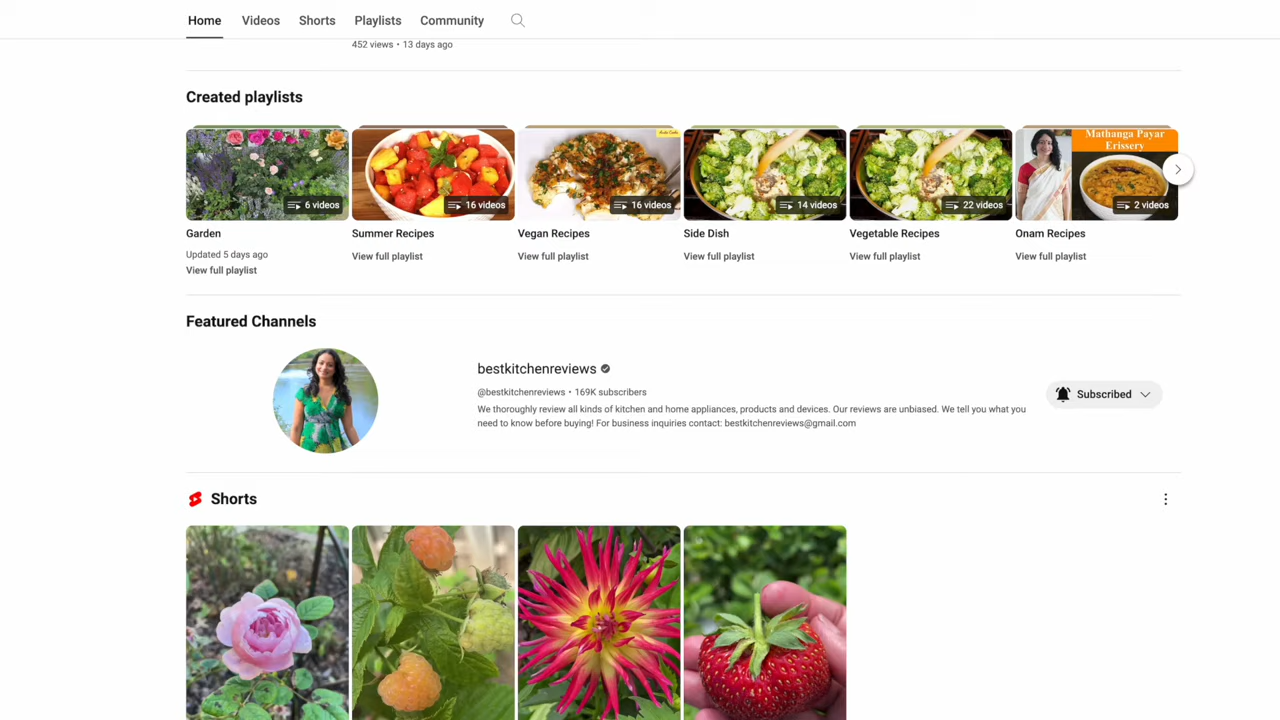 Home Videos Shorts Playlists Community
452 views • 13 days ago
Created playlists
Mathanga Payar
Erissery
6 videos 16 videos 16 videos 14 videos 22 videos 2 videos
Garden Summer Recipes Vegan Recipes Side Dish Vegetable Recipes Onam Recipes
Updated 5 days ago
View full playlist View full playlist View full playlist View full playlist View full playlist
View full playlist
Featured Channels
bestkitchenreviews
@bestkitchenreviews • 169K subscribers
Subscribed
We thoroughly review all kinds of kitchen and home appliances, products and devices. Our reviews are unbiased. We tell you what you
need to know before buying! For business inquiries contact: bestkitchenreviews@gmail.com
Shorts